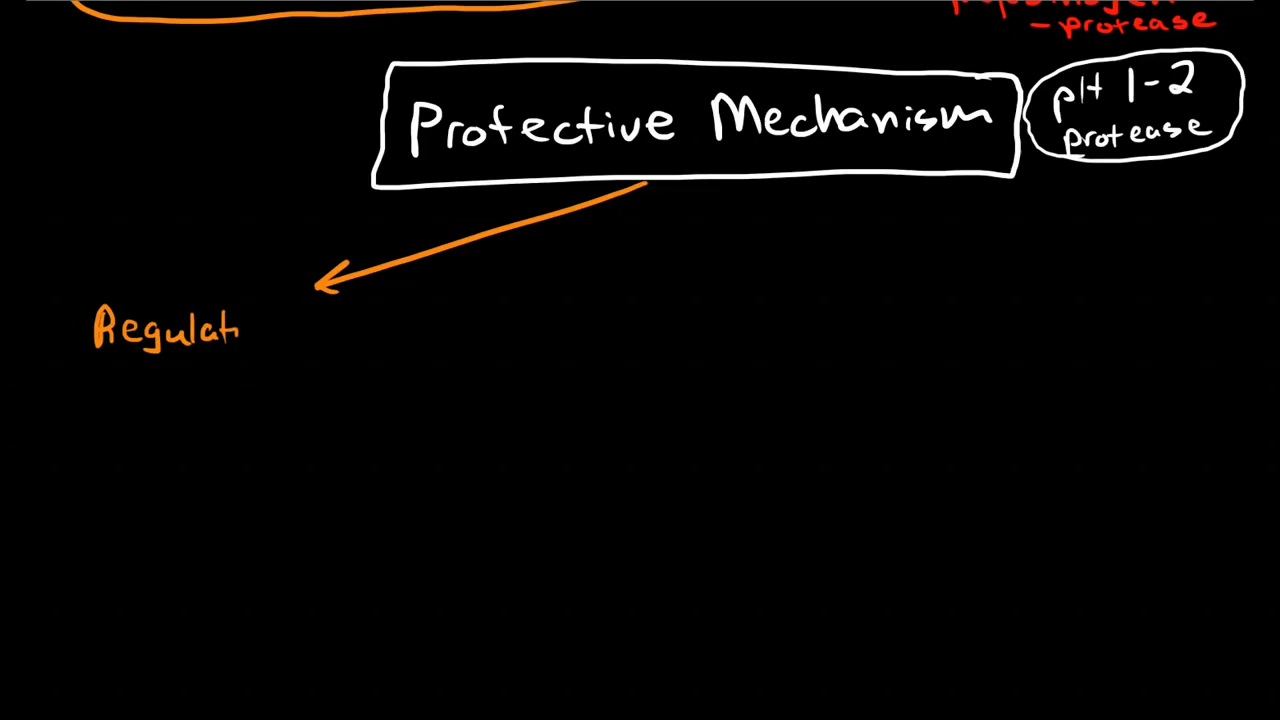 - protease
Protective Mechanism
pH 1-2
protease
Regulat